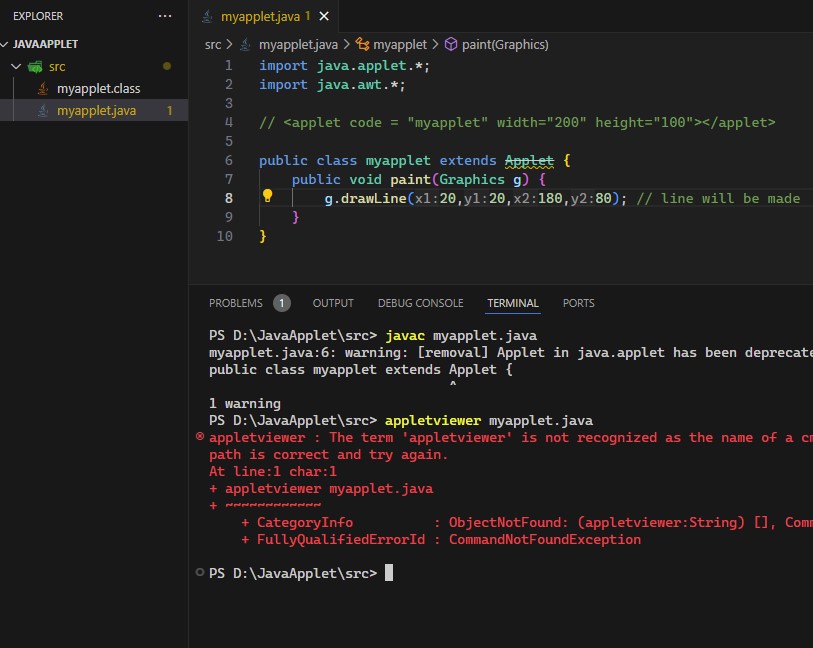 EXPLORER
JAVAAPPLET
src
myapplet.class
myapplet.java 1
myapplet.java 1
src > myapplet.java > myapplet > paint(Graphics)
1 import java.applet.*;
2 import java.awt.*;
3
4 // <applet code = "myapplet" width="200" height="100"></applet>
5
6 public class myapplet extends Applet {
7 public void paint(Graphics g) {
8 g.drawLine(x1:20,y1:20,x2:180,y2:80); // line will be made
9 }
10 }
PROBLEMS 1 OUTPUT DEBUG CONSOLE TERMINAL PORTS
PS D:\JavaApplet\src> javac myapplet.java
myapplet.java:6: warning: [removal] Applet in java.applet has been deprecate
public class myapplet extends Applet {
^
1 warning
PS D:\JavaApplet\src> appletviewer myapplet.java
appletviewer : The term 'appletviewer' is not recognized as the name of a cm
path is correct and try again.
At line:1 char:1
+ appletviewer myapplet.java
+ ~~~~~~~~~~~~
+ CategoryInfo : ObjectNotFound: (appletviewer:String) [], Comm
+ FullyQualifiedErrorId : CommandNotFoundException
PS D:\JavaApplet\src>